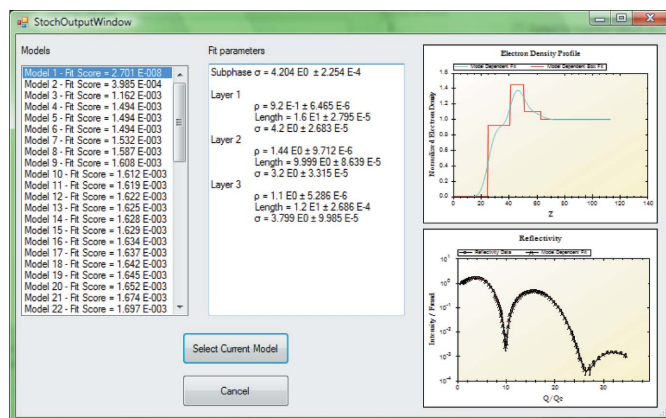 StochOutputWindow
Models
Model 1 - Fit Score = 2.701 E-008
Model 2 - Fit Score = 3.985 E-004
Model 3 - Fit Score = 1.162 E-003
Model 4 - Fit Score = 1.494 E-003
Model 5 - Fit Score = 1.494 E-003
Model 6 - Fit Score = 1.494 E-003
Model 7 - Fit Score = 1.532 E-003
Model 8 - Fit Score = 1.587 E-003
Model 9 - Fit Score = 1.608 E-003
Model 10 - Fit Score = 1.612 E-003
Model 11 - Fit Score = 1.619 E-003
Model 12 - Fit Score = 1.622 E-003
Model 13 - Fit Score = 1.625 E-003
Model 14 - Fit Score = 1.628 E-003
Model 15 - Fit Score = 1.629 E-003
Model 16 - Fit Score = 1.634 E-003
Model 17 - Fit Score = 1.637 E-003
Model 18 - Fit Score = 1.642 E-003
Model 19 - Fit Score = 1.645 E-003
Model 20 - Fit Score = 1.652 E-003
Model 21 - Fit Score = 1.674 E-003
Model 22 - Fit Score = 1.697 E-003
Fit parameters
Subphase σ = 4.204 E0 ± 2.254 E-4
Layer 1
ρ = 9.2 E-1 ± 6.465 E-6
Length = 1.6 E1 ± 2.795 E-5
σ = 4.2 E0 ± 2.683 E-5
Layer 2
ρ = 1.44 E0 ± 9.712 E-6
Length = 9.999 E0 ± 8.639 E-5
σ = 3.2 E0 ± 3.315 E-5
Layer 3
ρ = 1.1 E0 ± 5.286 E-6
Length = 1.2 E1 ± 2.686 E-4
σ = 3.799 E0 ± 9.985 E-5
Select Current Model
Cancel
Electron Density Profile
Model Dependent Fit
Model Dependent Box Fit
Normalized Electron Density
1.6
1.4
1.2
1.0
0.8
0.6
0.4
0.2
0.0
0 20 40 60 80 100 120 140
Z
Reflectivity
Reflectivity Data
Model Dependent Fit
Intensity / Fresnel
10^1
10^0
10^-1
10^-2
10^-3
10^-4
0 10 20 30
Q/Qc